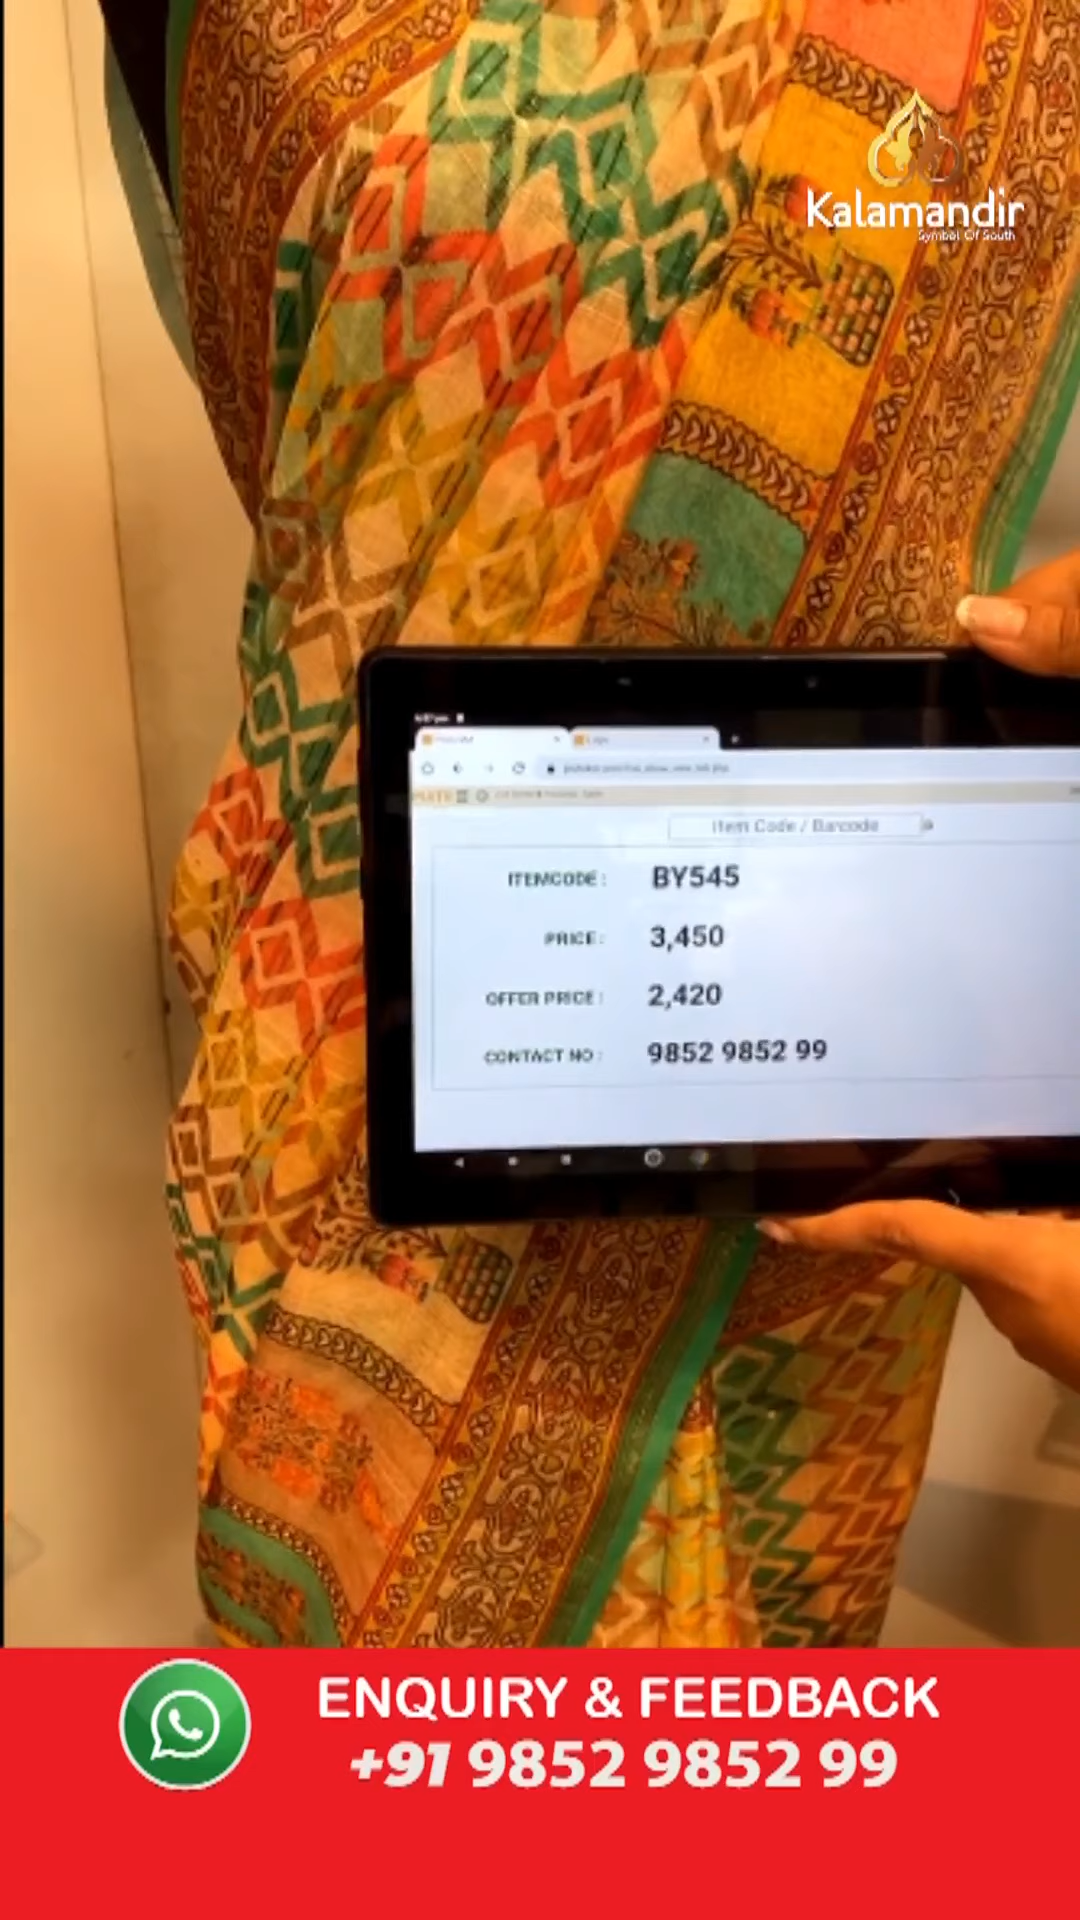 Kalamandir
Symbol Of South
Item Code / Barcode
ITEMCODE : BY545
PRICE : 3,450
OFFER PRICE : 2,420
CONTACT NO : 9852 9852 99
ENQUIRY & FEEDBACK
+91 9852 9852 99